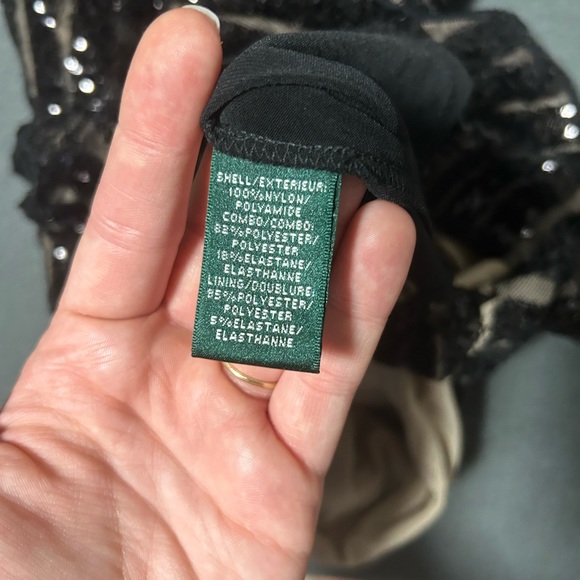 SHELL/EXTERIEUR:
100%NYLON/
POLYAMIDE
COMBO/COMBO:
82%POLYESTER/
POLYESTER
18%ELASTANE/
ELASTHANNE
LINING/DOUBLURE:
95%POLYESTER/
POLYESTER
5%ELASTANE/
ELASTHANNE